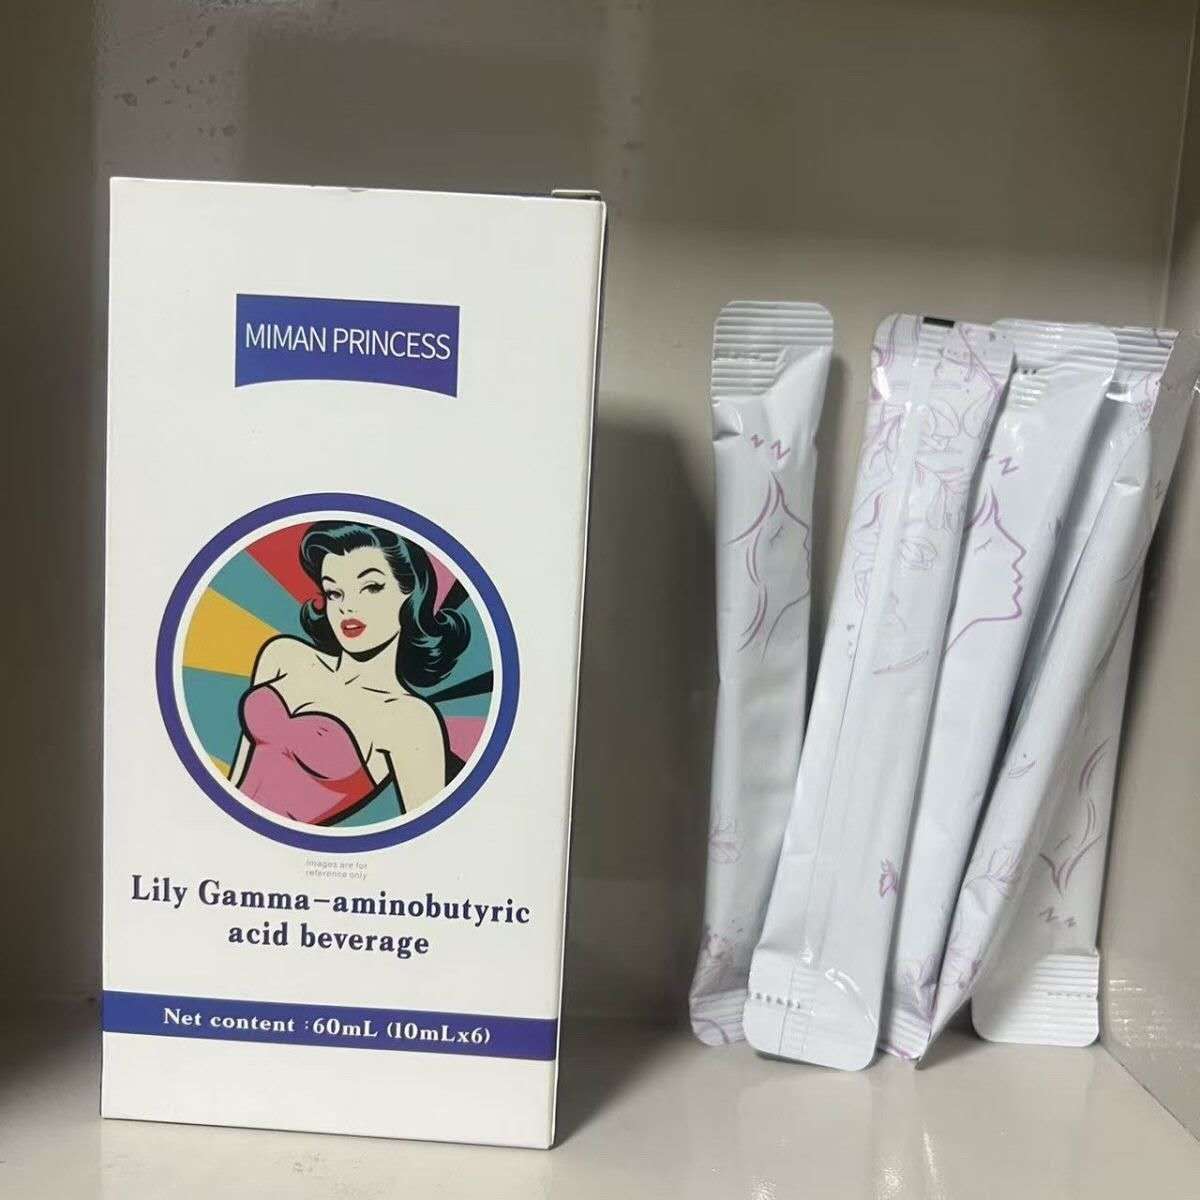 MIMAN PRINCESS
Images are for
reference only
Lily Gamma-aminobutyric
acid beverage
Net content :60mL (10mLx6)
z z
z z
z
z z